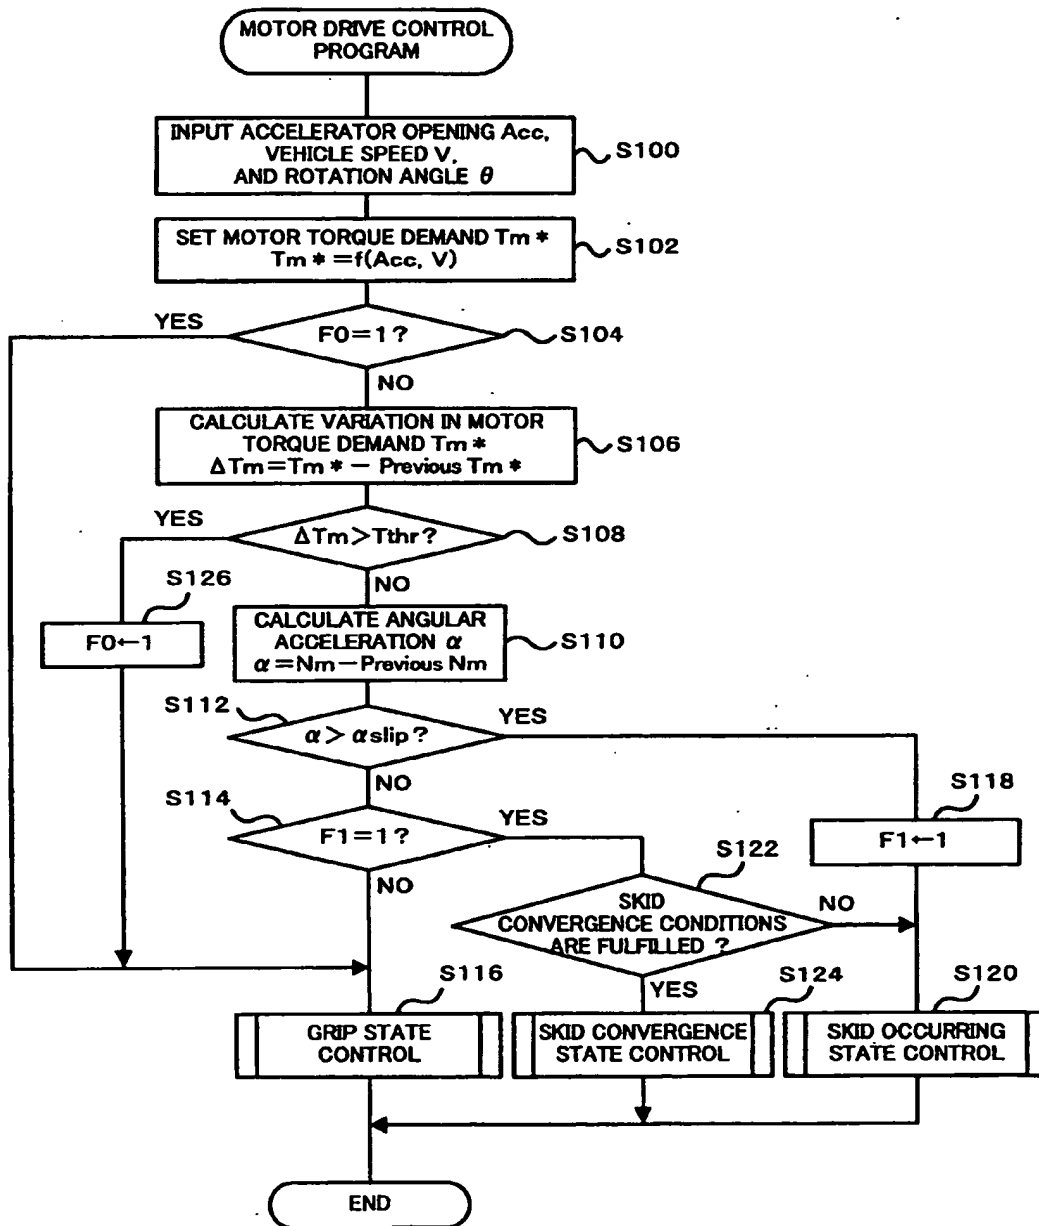 MOTOR DRIVE CONTROL
PROGRAM
INPUT ACCELERATOR OPENING Acc,
VEHICLE SPEED V,
AND ROTATION ANGLE θ
S100
SET MOTOR TORQUE DEMAND Tm*
Tm*=f(Acc, V)
S102
YES
F0=1?
S104
NO
CALCULATE VARIATION IN MOTOR
TORQUE DEMAND Tm*
ΔTm=Tm* − Previous Tm*
S106
YES
ΔTm>Tthr?
S108
NO
S126
F0←1
CALCULATE ANGULAR
ACCELERATION α
α=Nm−Previous Nm
S110
S112
α>αslip?
YES
NO
S114
F1=1?
YES
NO
S118
F1←1
S122
SKID
CONVERGENCE CONDITIONS
ARE FULFILLED ?
NO
YES
S116
GRIP STATE
CONTROL
S124
SKID CONVERGENCE
STATE CONTROL
S120
SKID OCCURRING
STATE CONTROL
END